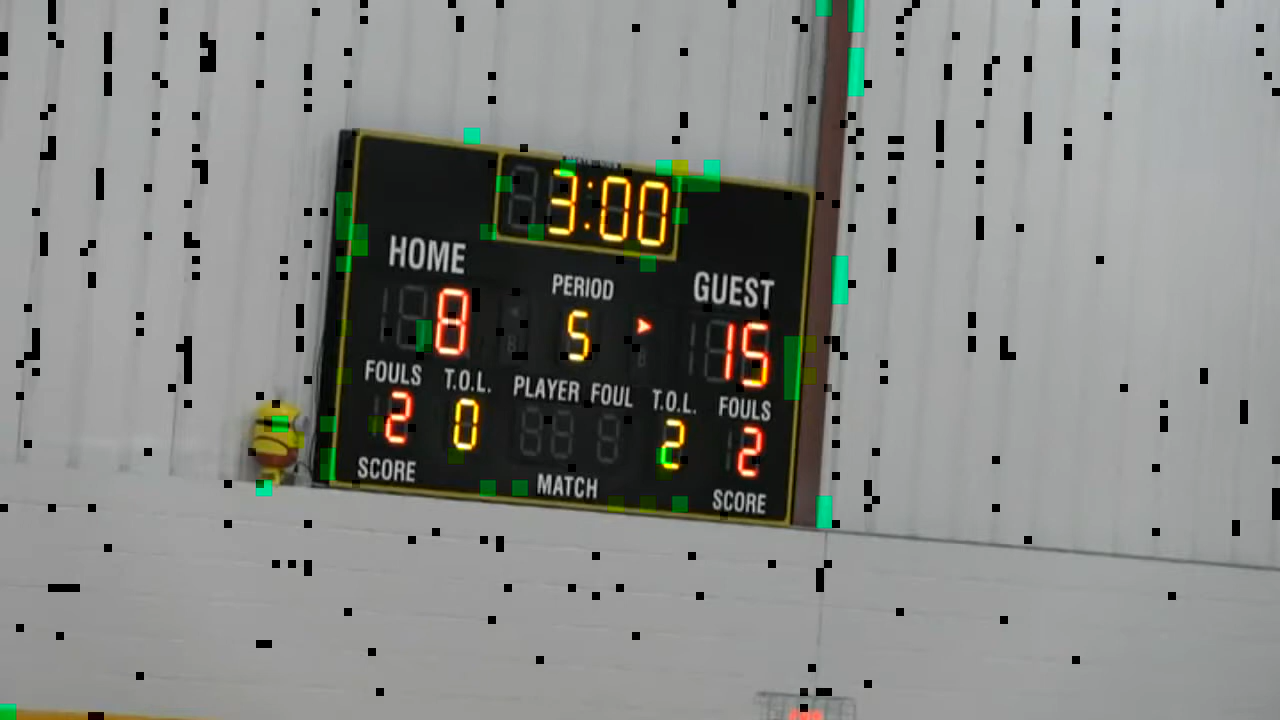 3:00
HOME
PERIOD
GUEST
8
5
15
FOULS T.O.L. PLAYER FOUL T.O.L. FOULS
2 0 2 2
SCORE MATCH SCORE